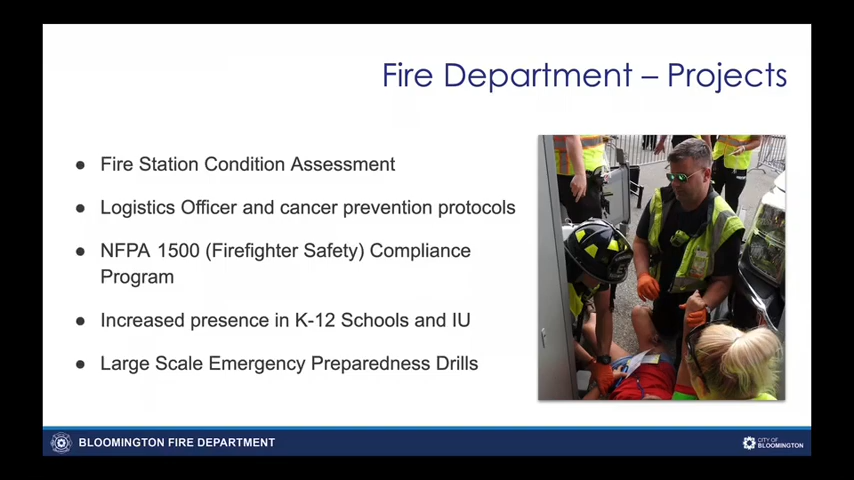 Fire Department – Projects
● Fire Station Condition Assessment
● Logistics Officer and cancer prevention protocols
● NFPA 1500 (Firefighter Safety) Compliance
Program
● Increased presence in K-12 Schools and IU
● Large Scale Emergency Preparedness Drills
BLOOMINGTON FIRE DEPARTMENT
CITY OF
BLOOMINGTON